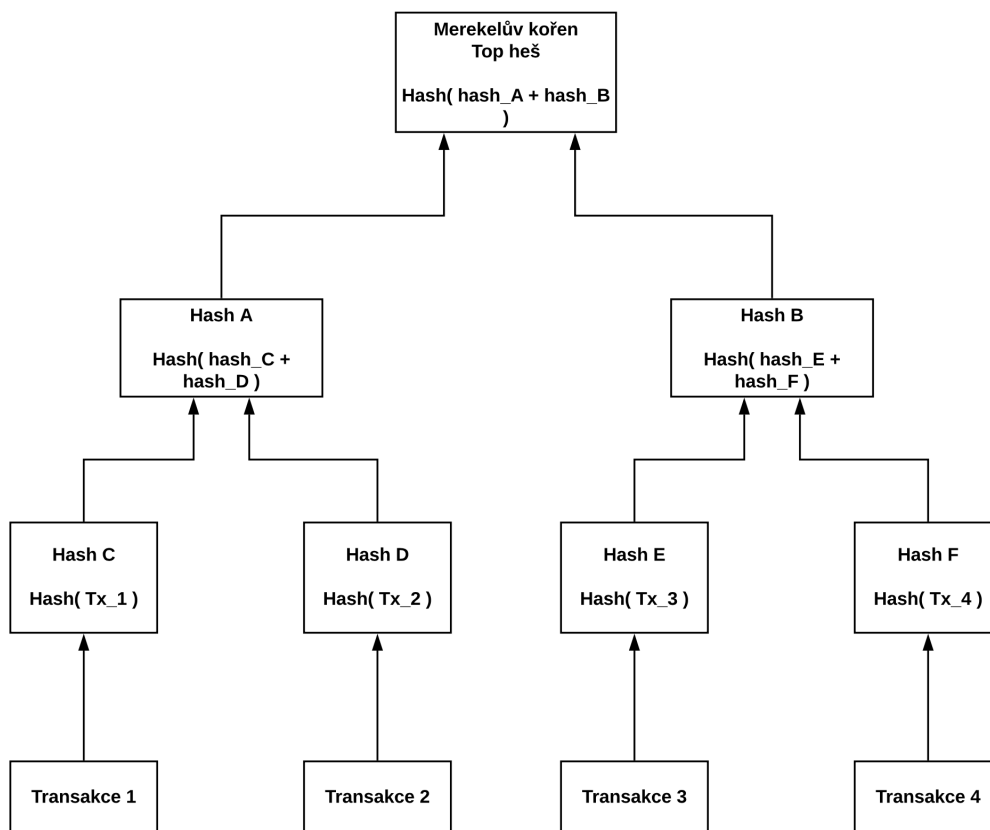 Merekelův kořen
Top heš
Hash( hash_A + hash_B
)
Hash A
Hash( hash_C +
hash_D )
Hash B
Hash( hash_E +
hash_F )
Hash C
Hash( Tx_1 )
Hash D
Hash( Tx_2 )
Hash E
Hash( Tx_3 )
Hash F
Hash( Tx_4 )
Transakce 1
Transakce 2
Transakce 3
Transakce 4